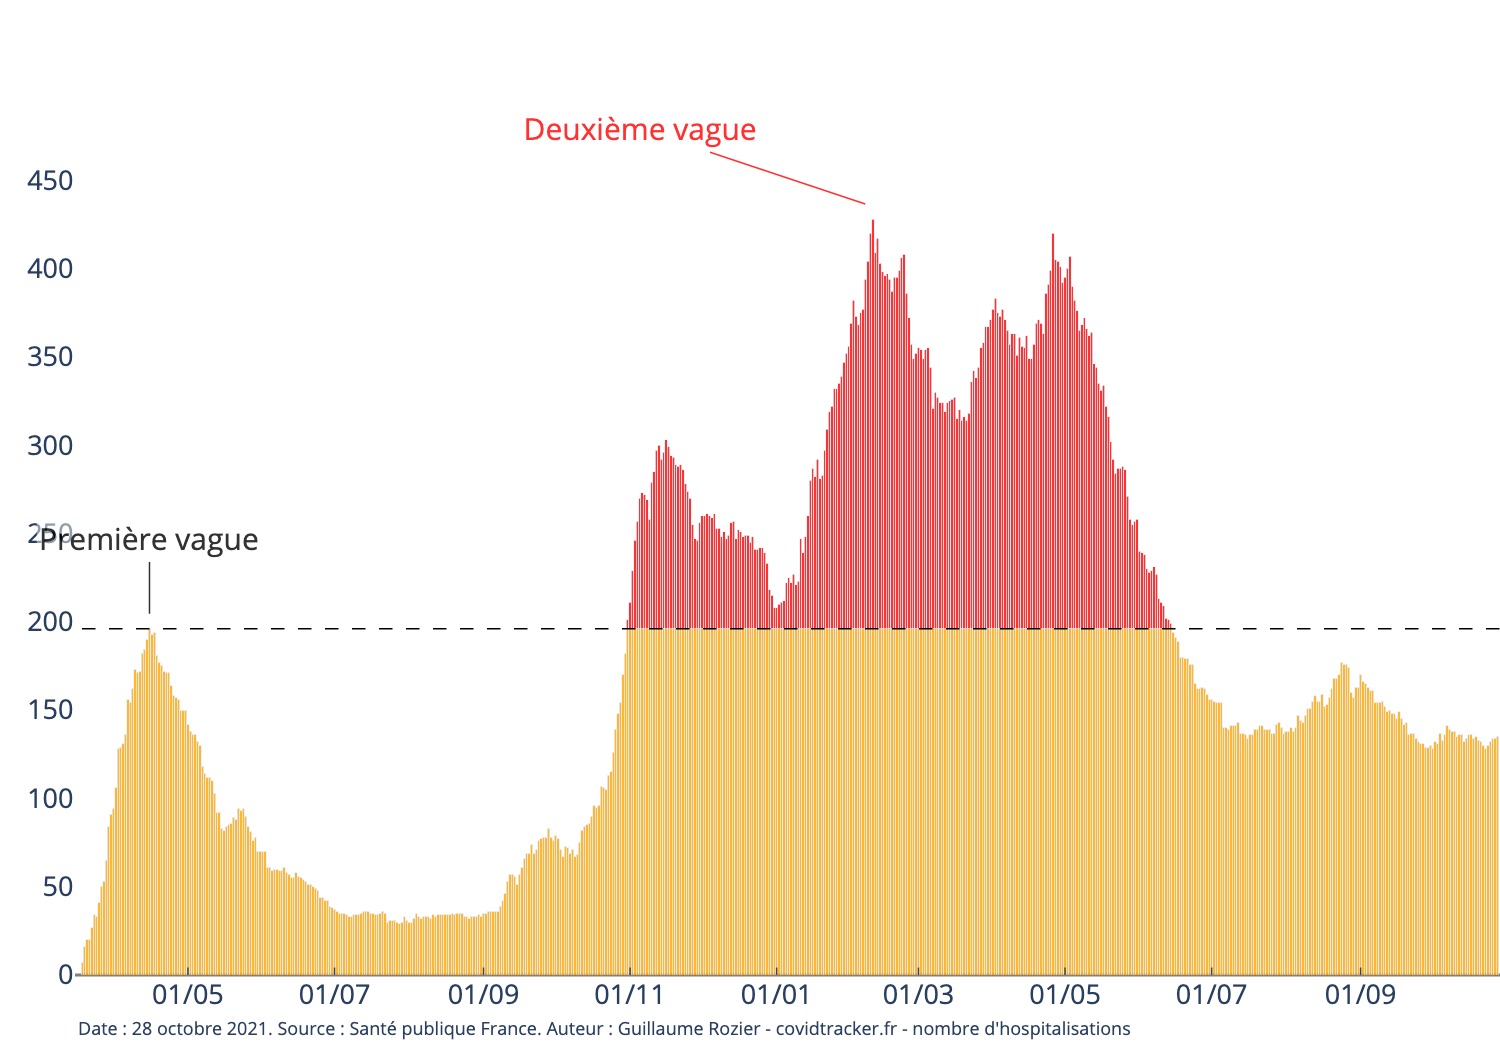 Deuxième vague
450
400
350
300
250
Première vague
200
150
100
50
0
01/05 01/07 01/09 01/11 01/01 01/03 01/05 01/07 01/09
Date : 28 octobre 2021. Source : Santé publique France. Auteur : Guillaume Rozier - covidtracker.fr - nombre d'hospitalisations